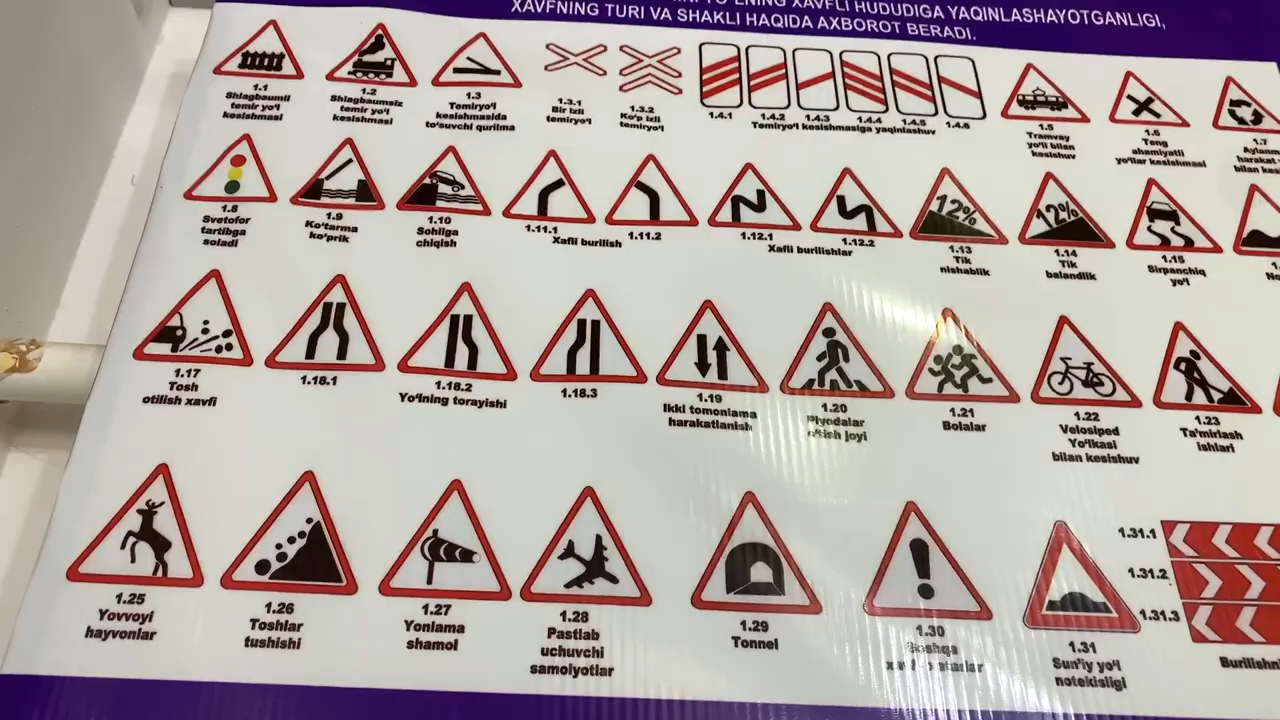 XAVFLI HUDUDIGA YAQINLASHAYOTGANLIGI,
XAVFNING TURI VA SHAKLI HAQIDA AXBOROT BERADI.
1.1
Shlagbaumli
temir yo'l
kesishmasi
1.2
Shlagbaumsiz
temir yo'l
kesishmasi
1.3
Temiryo'l
kesishmasida
to'suvchi qurilma
1.3.1
Bir izli
temiryo'l
1.3.2
Ko'p izli
temiryo'l
1.4.1 1.4.2 1.4.3 1.4.4 1.4.5 1.4.6
Temiryo'l kesishmasiga yaqinlashuv
1.5
Tramvay
yo'li bilan
kesishuv
1.6
Teng
ahamiyatli
yo'llar kesishmasi
1.7
harakat
bilan
1.8
Svetofor
tartibga
soladi
1.9
Ko'tarma
ko'prik
1.10
Sohilga
chiqish
1.11.1 1.11.2
Xafli burilish
1.12.1 1.12.2
Xafli burilishlar
12%
1.13
Tik
nishablik
12%
1.14
Tik
balandlik
1.15
Sirpanchiq
yo'l
1.17
Tosh
otilish xavfi
1.18.1
1.18.2
Yo'lning torayishi
1.18.3
1.19
Ikki tomonlama
harakatlanish
1.20
Piyodalar
o'tish joyi
1.21
Bolalar
1.22
Velosiped
Yo'lkasi
bilan kesishuv
1.23
Ta'mirlash
ishlari
1.25
Yovvoyi
hayvonlar
1.26
Toshlar
tushishi
1.27
Yonlama
shamol
1.28
Pastlab
uchuvchi
samolyotlar
1.29
Tonnel
1.30
1.31
Sun'iy yo'l
notekisligi
1.31.1
1.31.2
1.31.3